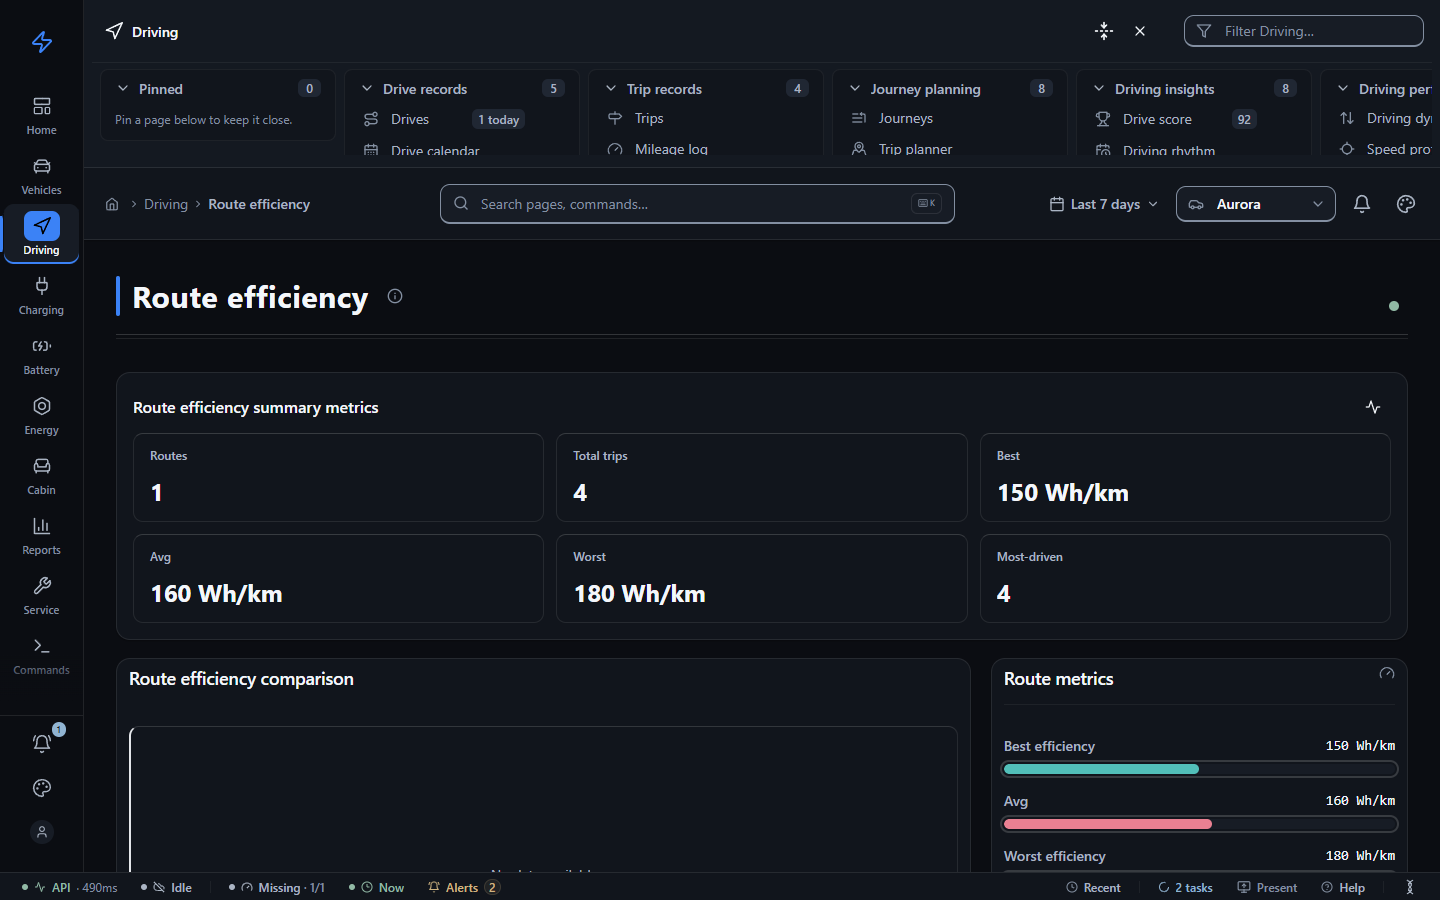 Driving
Filter Driving...
Pinned 0
Pin a page below to keep it close.
Drive records 5
Drives 1 today
Drive calendar
Trip records 4
Trips
Mileage log
Journey planning 8
Journeys
Trip planner
Driving insights 8
Drive score 92
Driving rhythm
Driving per
Driving dy
Speed pro
Home
Vehicles
Driving
Charging
Battery
Energy
Cabin
Reports
Service
Commands
1
Driving
Route efficiency
Search pages, commands...
K
Last 7 days
Aurora
Route efficiency
Route efficiency summary metrics
Routes
1
Total trips
4
Best
150 Wh/km
Avg
160 Wh/km
Worst
180 Wh/km
Most-driven
4
Route efficiency comparison
Route metrics
Best efficiency 150 Wh/km
Avg 160 Wh/km
Worst efficiency 180 Wh/km
API · 490ms
Idle
Missing · 1/1
Now
Alerts 2
Recent
2 tasks
Present
Help